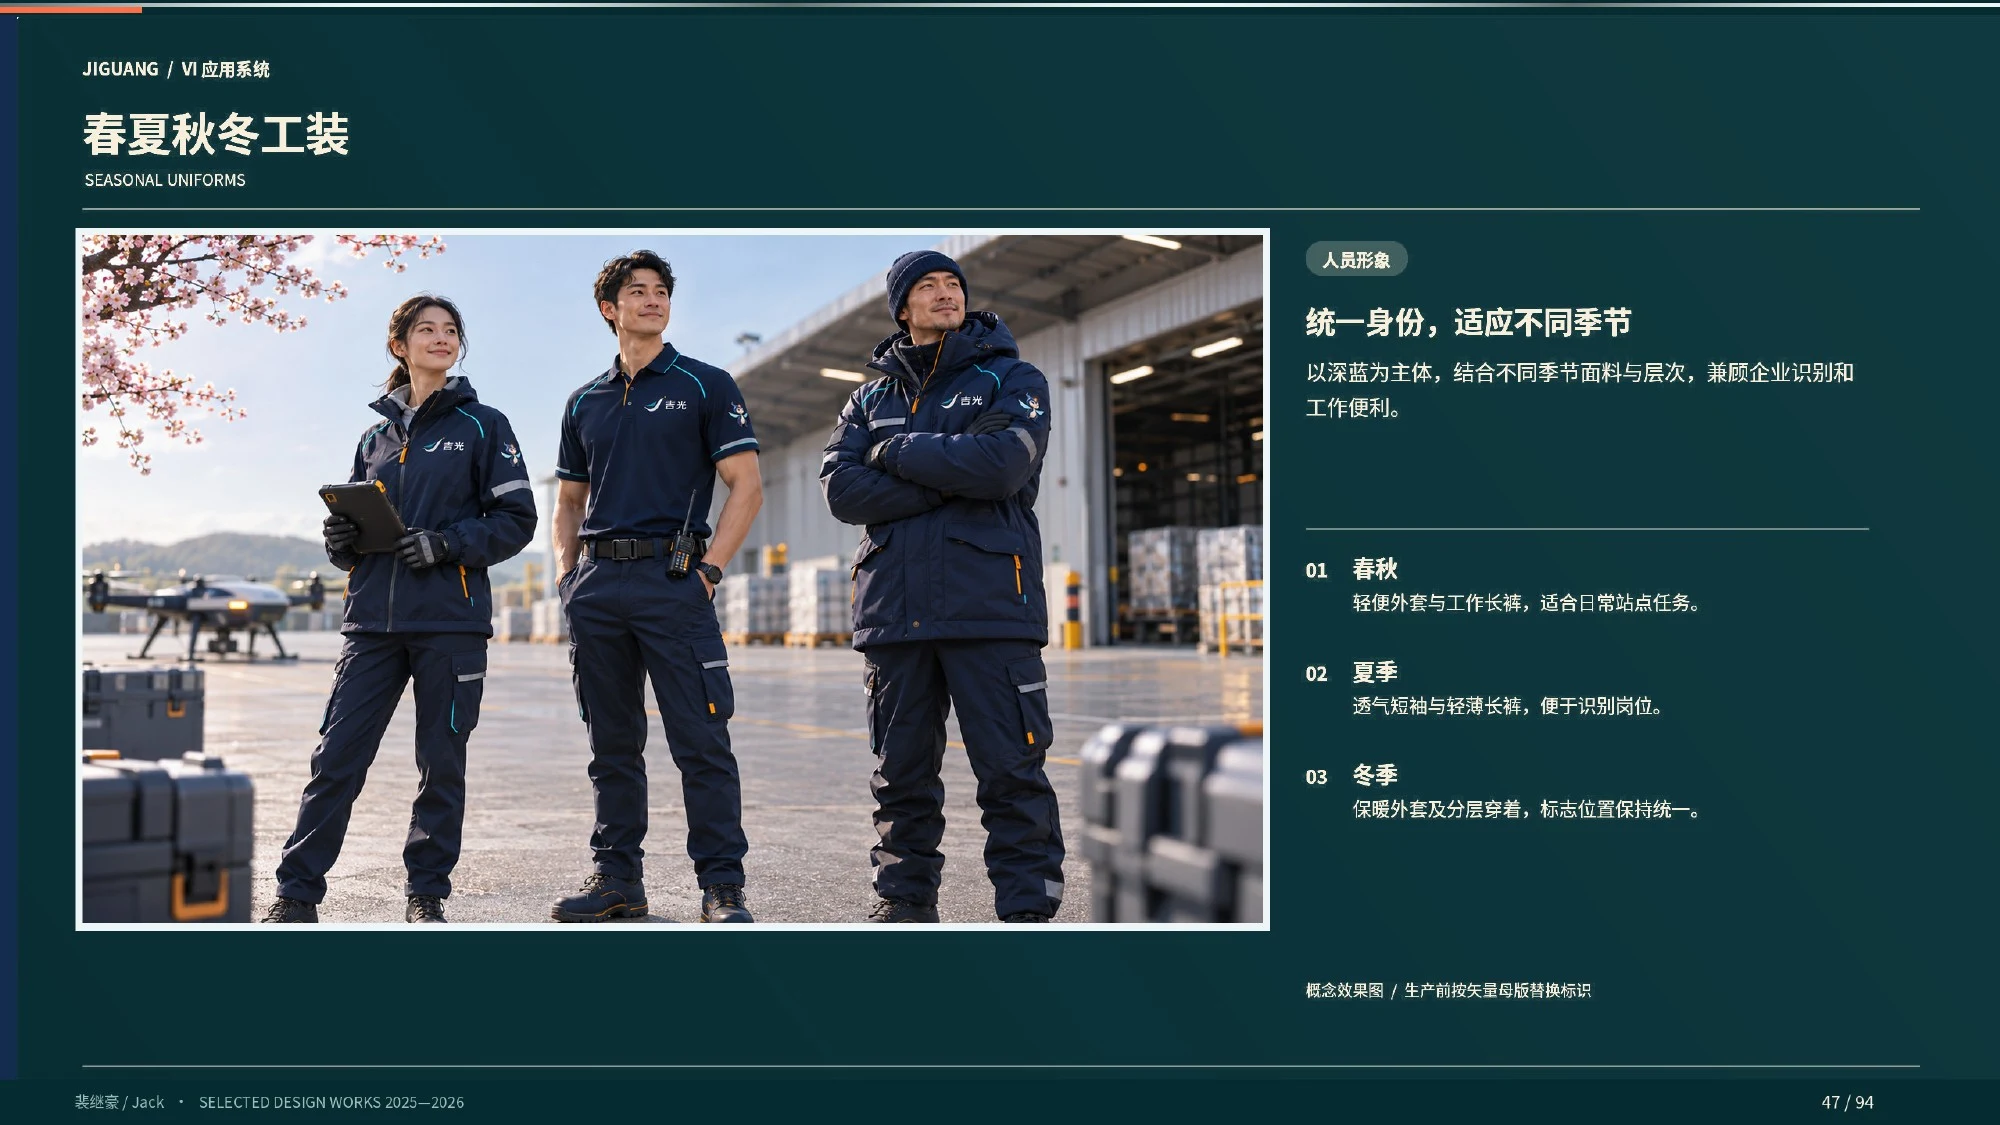 JIGUANG / VI 应用系统
春夏秋冬工装
SEASONAL UNIFORMS
吉光
吉光
吉光
人员形象
统一身份，适应不同季节
以深蓝为主体，结合不同季节面料与层次，兼顾企业识别和
工作便利。
01 春秋
轻便外套与工作长裤，适合日常站点任务。
02 夏季
透气短袖与轻薄长裤，便于识别岗位。
03 冬季
保暖外套及分层穿着，标志位置保持统一。
概念效果图 / 生产前按矢量母版替换标识
裴继豪 / Jack · SELECTED DESIGN WORKS 2025—2026
47 / 94